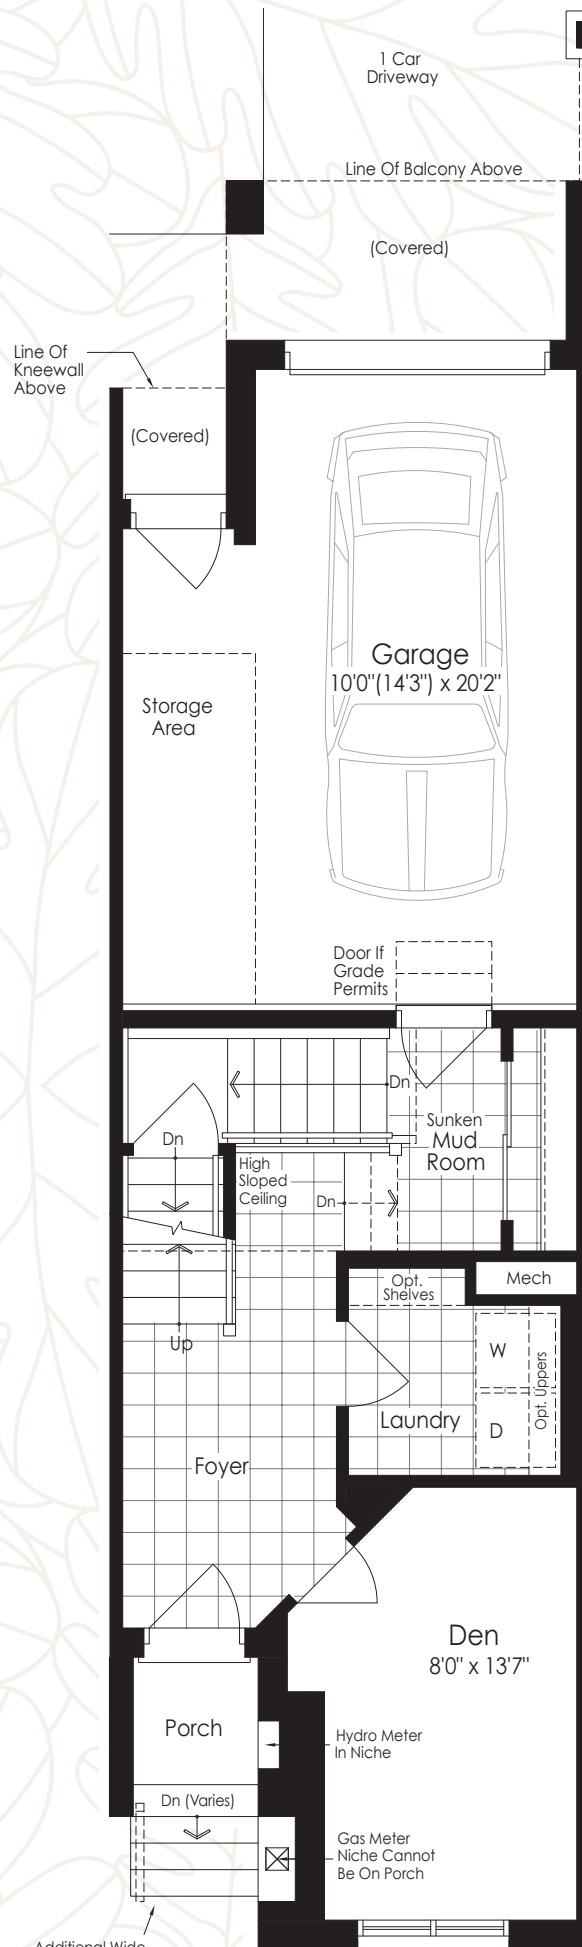 1 Car
Driveway
Line Of Balcony Above
(Covered)
Line Of
Kneewall
Above
(Covered)
Garage
10'0"(14'3") x 20'2"
Storage
Area
Door If
Grade
Permits
Dn
Sunken
Mud
Room
Dn
High
Sloped
Ceiling
Dn
Opt.
Shelves
Mech
Up
W
Opt. Uppers
D
Laundry
Foyer
Den
8'0" x 13'7"
Porch
Hydro Meter
In Niche
Dn (Varies)
Gas Meter
Niche Cannot
Be On Porch
Additional Wide